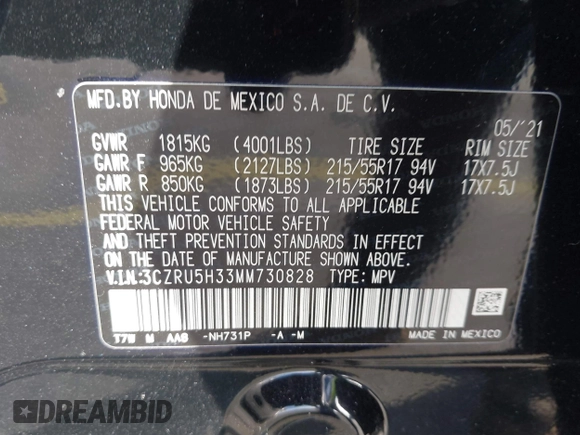 MFD.BY HONDA DE MEXICO S.A. DE C.V.
05/'21
GVWR 1815KG (4001LBS) TIRE SIZE RIM SIZE
GAWR F 965KG (2127LBS) 215/55R17 94V 17X7.5J
GAWR R 850KG (1873LBS) 215/55R17 94V 17X7.5J
THIS VEHICLE CONFORMS TO ALL APPLICABLE
FEDERAL MOTOR VEHICLE SAFETY
AND THEFT PREVENTION STANDARDS IN EFFECT
ON THE DATE OF MANUFACTURE SHOWN ABOVE.
V.I.N:3CZRU5H33MM730828 TYPE: MPV
T7W M AAS -NH731P -A -M MADE IN MEXICO
DREAMBID